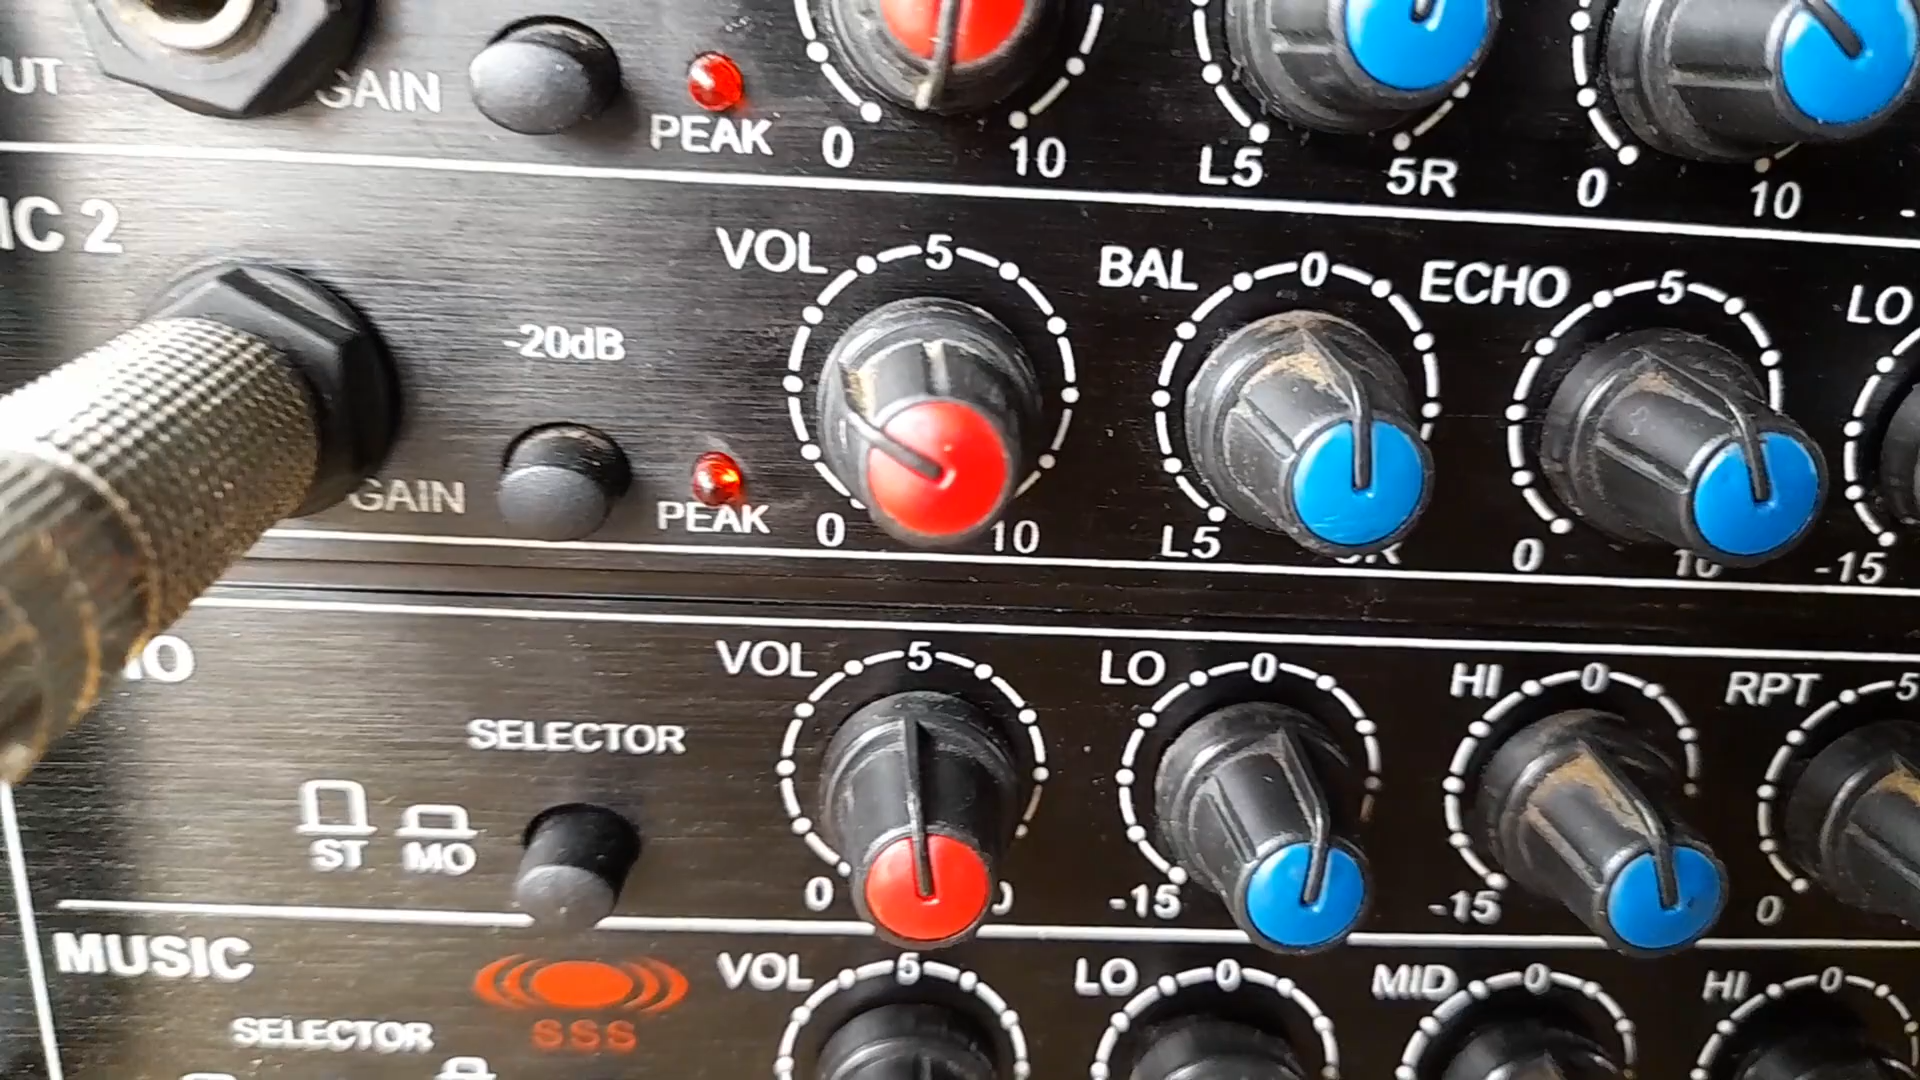 GAIN
PEAK
0 10
L5 5R
0 10
IC 2
VOL 5
BAL 0
ECHO 5
LO
-20dB
GAIN
PEAK
0 10
L5
0 10
-15
VOL 5
LO 0
HI 0
RPT 5
SELECTOR
ST MO
0
-15
-15
0
MUSIC
SSS
SELECTOR
VOL 5
LO 0
MID 0
HI 0